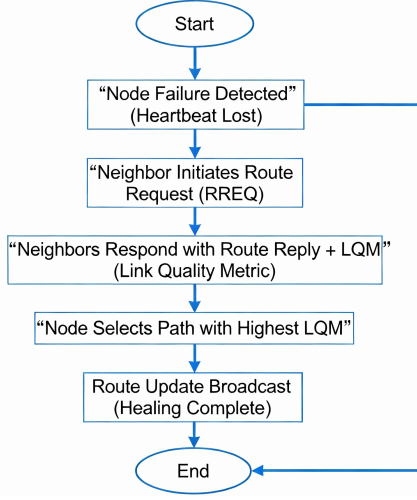 Start
“Node Failure Detected”
(Heartbeat Lost)
“Neighbor Initiates Route
Request (RREQ)
“Neighbors Respond with Route Reply + LQM”
(Link Quality Metric)
“Node Selects Path with Highest LQM”
Route Update Broadcast
(Healing Complete)
End